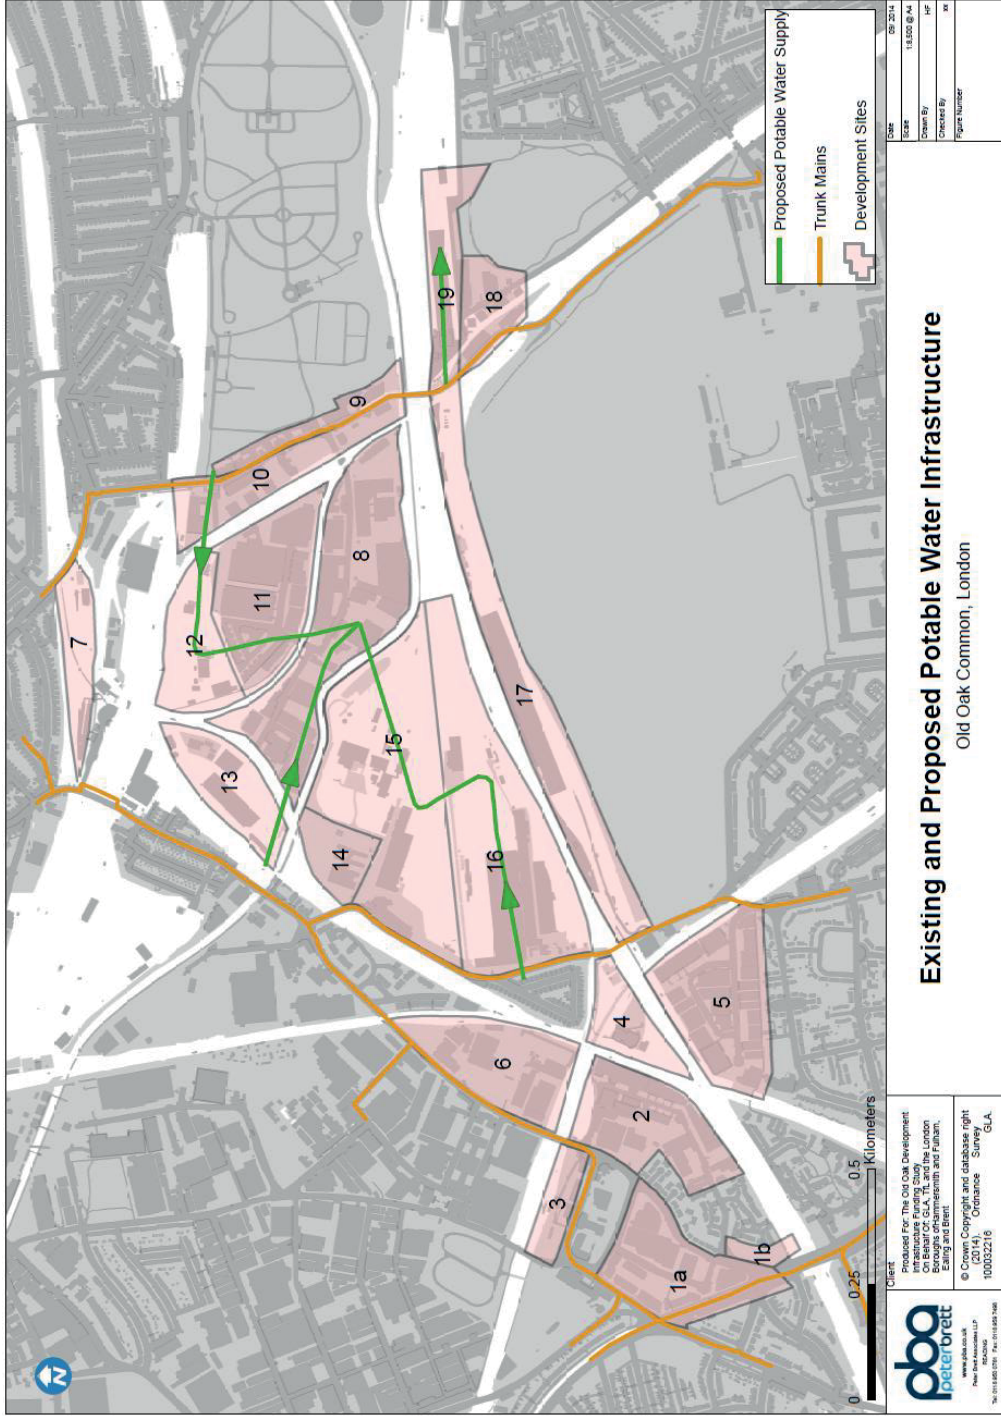 N
7
12
13
10
9
11
8
14
15
16
19
18
17
6
4
5
3
2
1a
1b
Proposed Potable Water Supply
Trunk Mains
Development Sites
0
0.25
0.5
Kilometers
pba
peterbrett
www.pba.co.uk
Peter Brett Associates LLP
READING
Client
Produced For: The Old Oak Development
Infrastructure Funding Study
On Behalf Of: GLA, TfL and the London
Boroughs of Hammersmith and Fulham,
Ealing and Brent
© Crown Copyright and database right
(2014). Ordnance Survey
100032216 GLA.
Existing and Proposed Potable Water Infrastructure
Old Oak Common, London
Date 09/ 2014
Scale 1:8,500 @ A4
Drawn By HF
Checked By xx
Figure Number